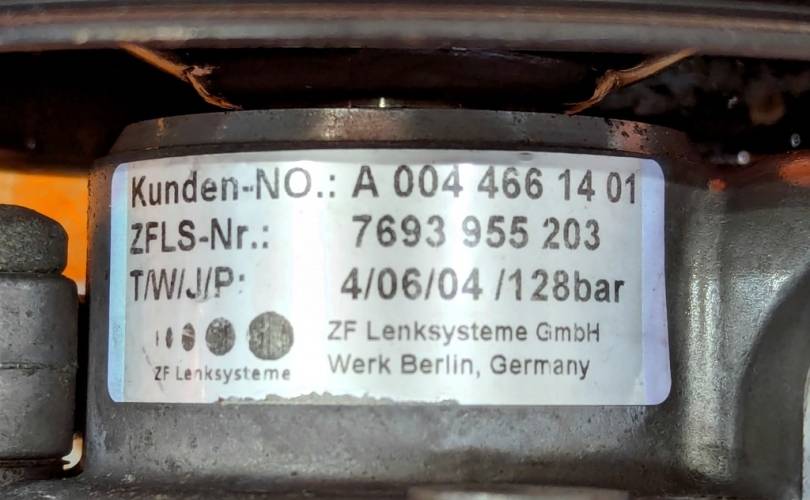 Kunden-NO.: A 004 466 14 01
ZFLS-Nr.: 7693 955 203
T/W/J/P: 4/06/04 /128bar
ZF Lenksysteme GmbH
ZF Lenksysteme Werk Berlin, Germany